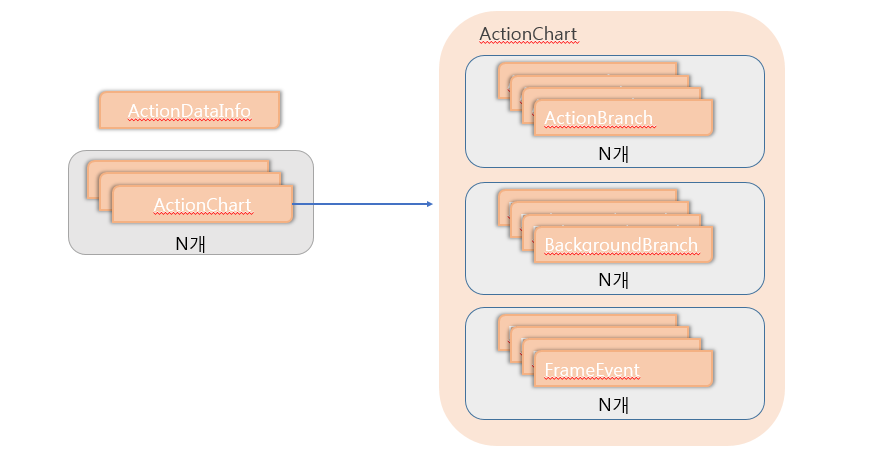 ActionDataInfo
ActionChart
N개
ActionChart
ActionBranch
N개
BackgroundBranch
N개
FrameEvent
N개